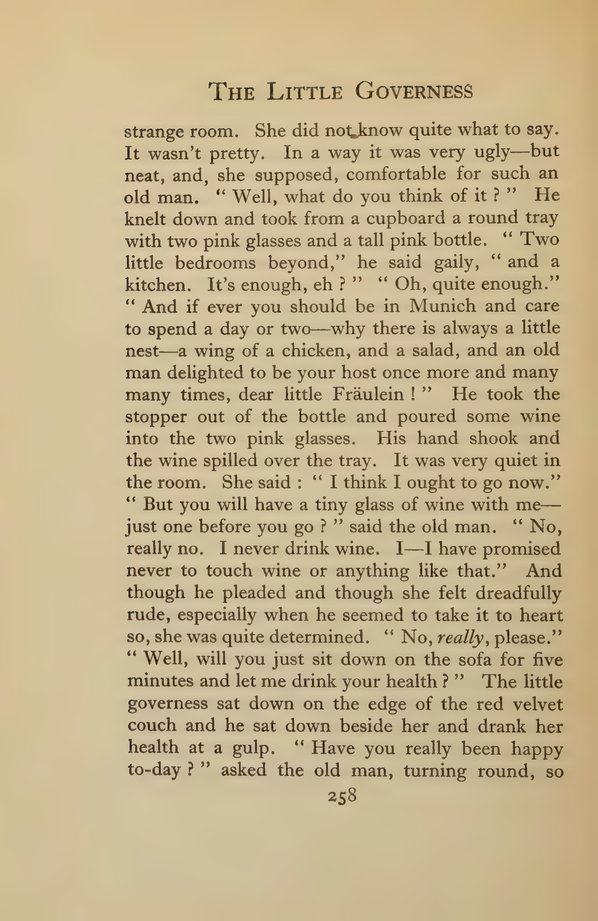 The Little Governess
strange room. She did not know quite what to say.
It wasn't pretty. In a way it was very ugly—but
neat, and, she supposed, comfortable for such an
old man. “ Well, what do you think of it ? ” He
knelt down and took from a cupboard a round tray
with two pink glasses and a tall pink bottle. “ Two
little bedrooms beyond,” he said gaily, “ and a
kitchen. It's enough, eh ? ” “ Oh, quite enough.”
“ And if ever you should be in Munich and care
to spend a day or two—why there is always a little
nest—a wing of a chicken, and a salad, and an old
man delighted to be your host once more and many
many times, dear little Fräulein ! ” He took the
stopper out of the bottle and poured some wine
into the two pink glasses. His hand shook and
the wine spilled over the tray. It was very quiet in
the room. She said : “ I think I ought to go now.”
“ But you will have a tiny glass of wine with me—
just one before you go ? ” said the old man. “ No,
really no. I never drink wine. I—I have promised
never to touch wine or anything like that.” And
though he pleaded and though she felt dreadfully
rude, especially when he seemed to take it to heart
so, she was quite determined. “ No, really, please.”
“ Well, will you just sit down on the sofa for five
minutes and let me drink your health ? ” The little
governess sat down on the edge of the red velvet
couch and he sat down beside her and drank her
health at a gulp. “ Have you really been happy
to-day ? ” asked the old man, turning round, so
258